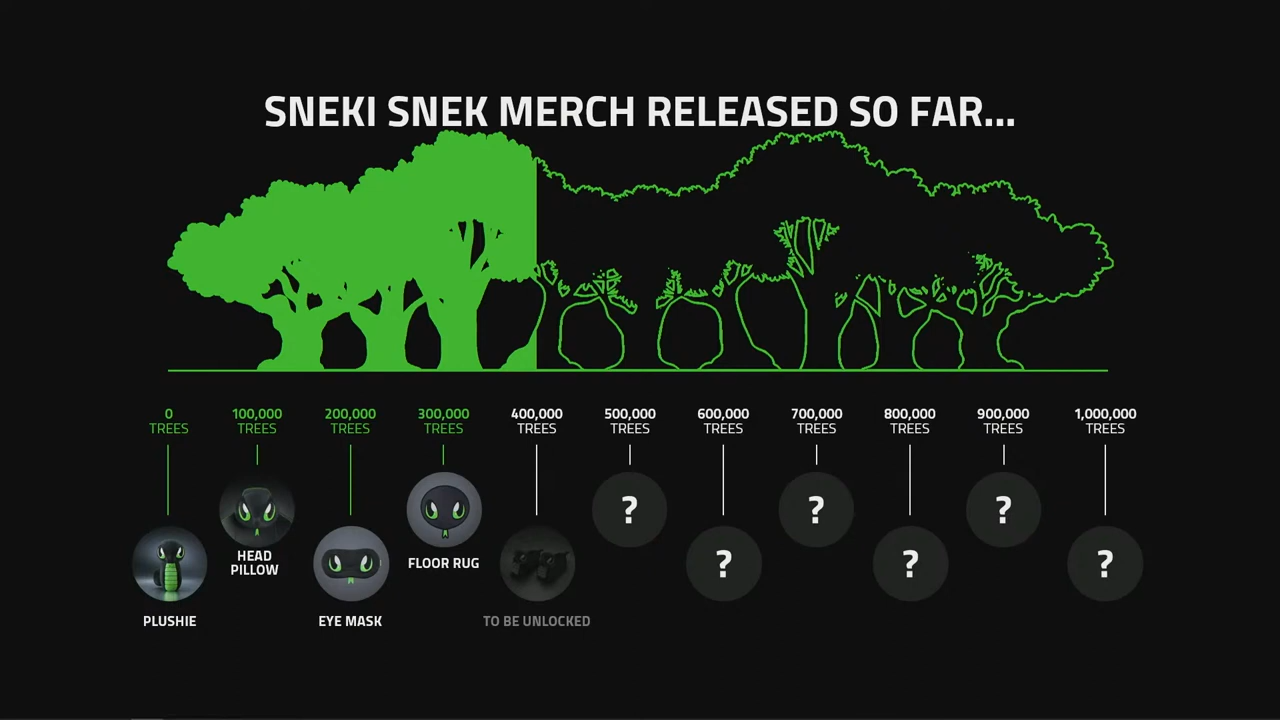 SNEKI SNEK MERCH RELEASED SO FAR...
0
TREES
100,000
TREES
200,000
TREES
300,000
TREES
400,000
TREES
500,000
TREES
600,000
TREES
700,000
TREES
800,000
TREES
900,000
TREES
1,000,000
TREES
PLUSHIE
HEAD
PILLOW
EYE MASK
FLOOR RUG
TO BE UNLOCKED
?
?
?
?
?
?